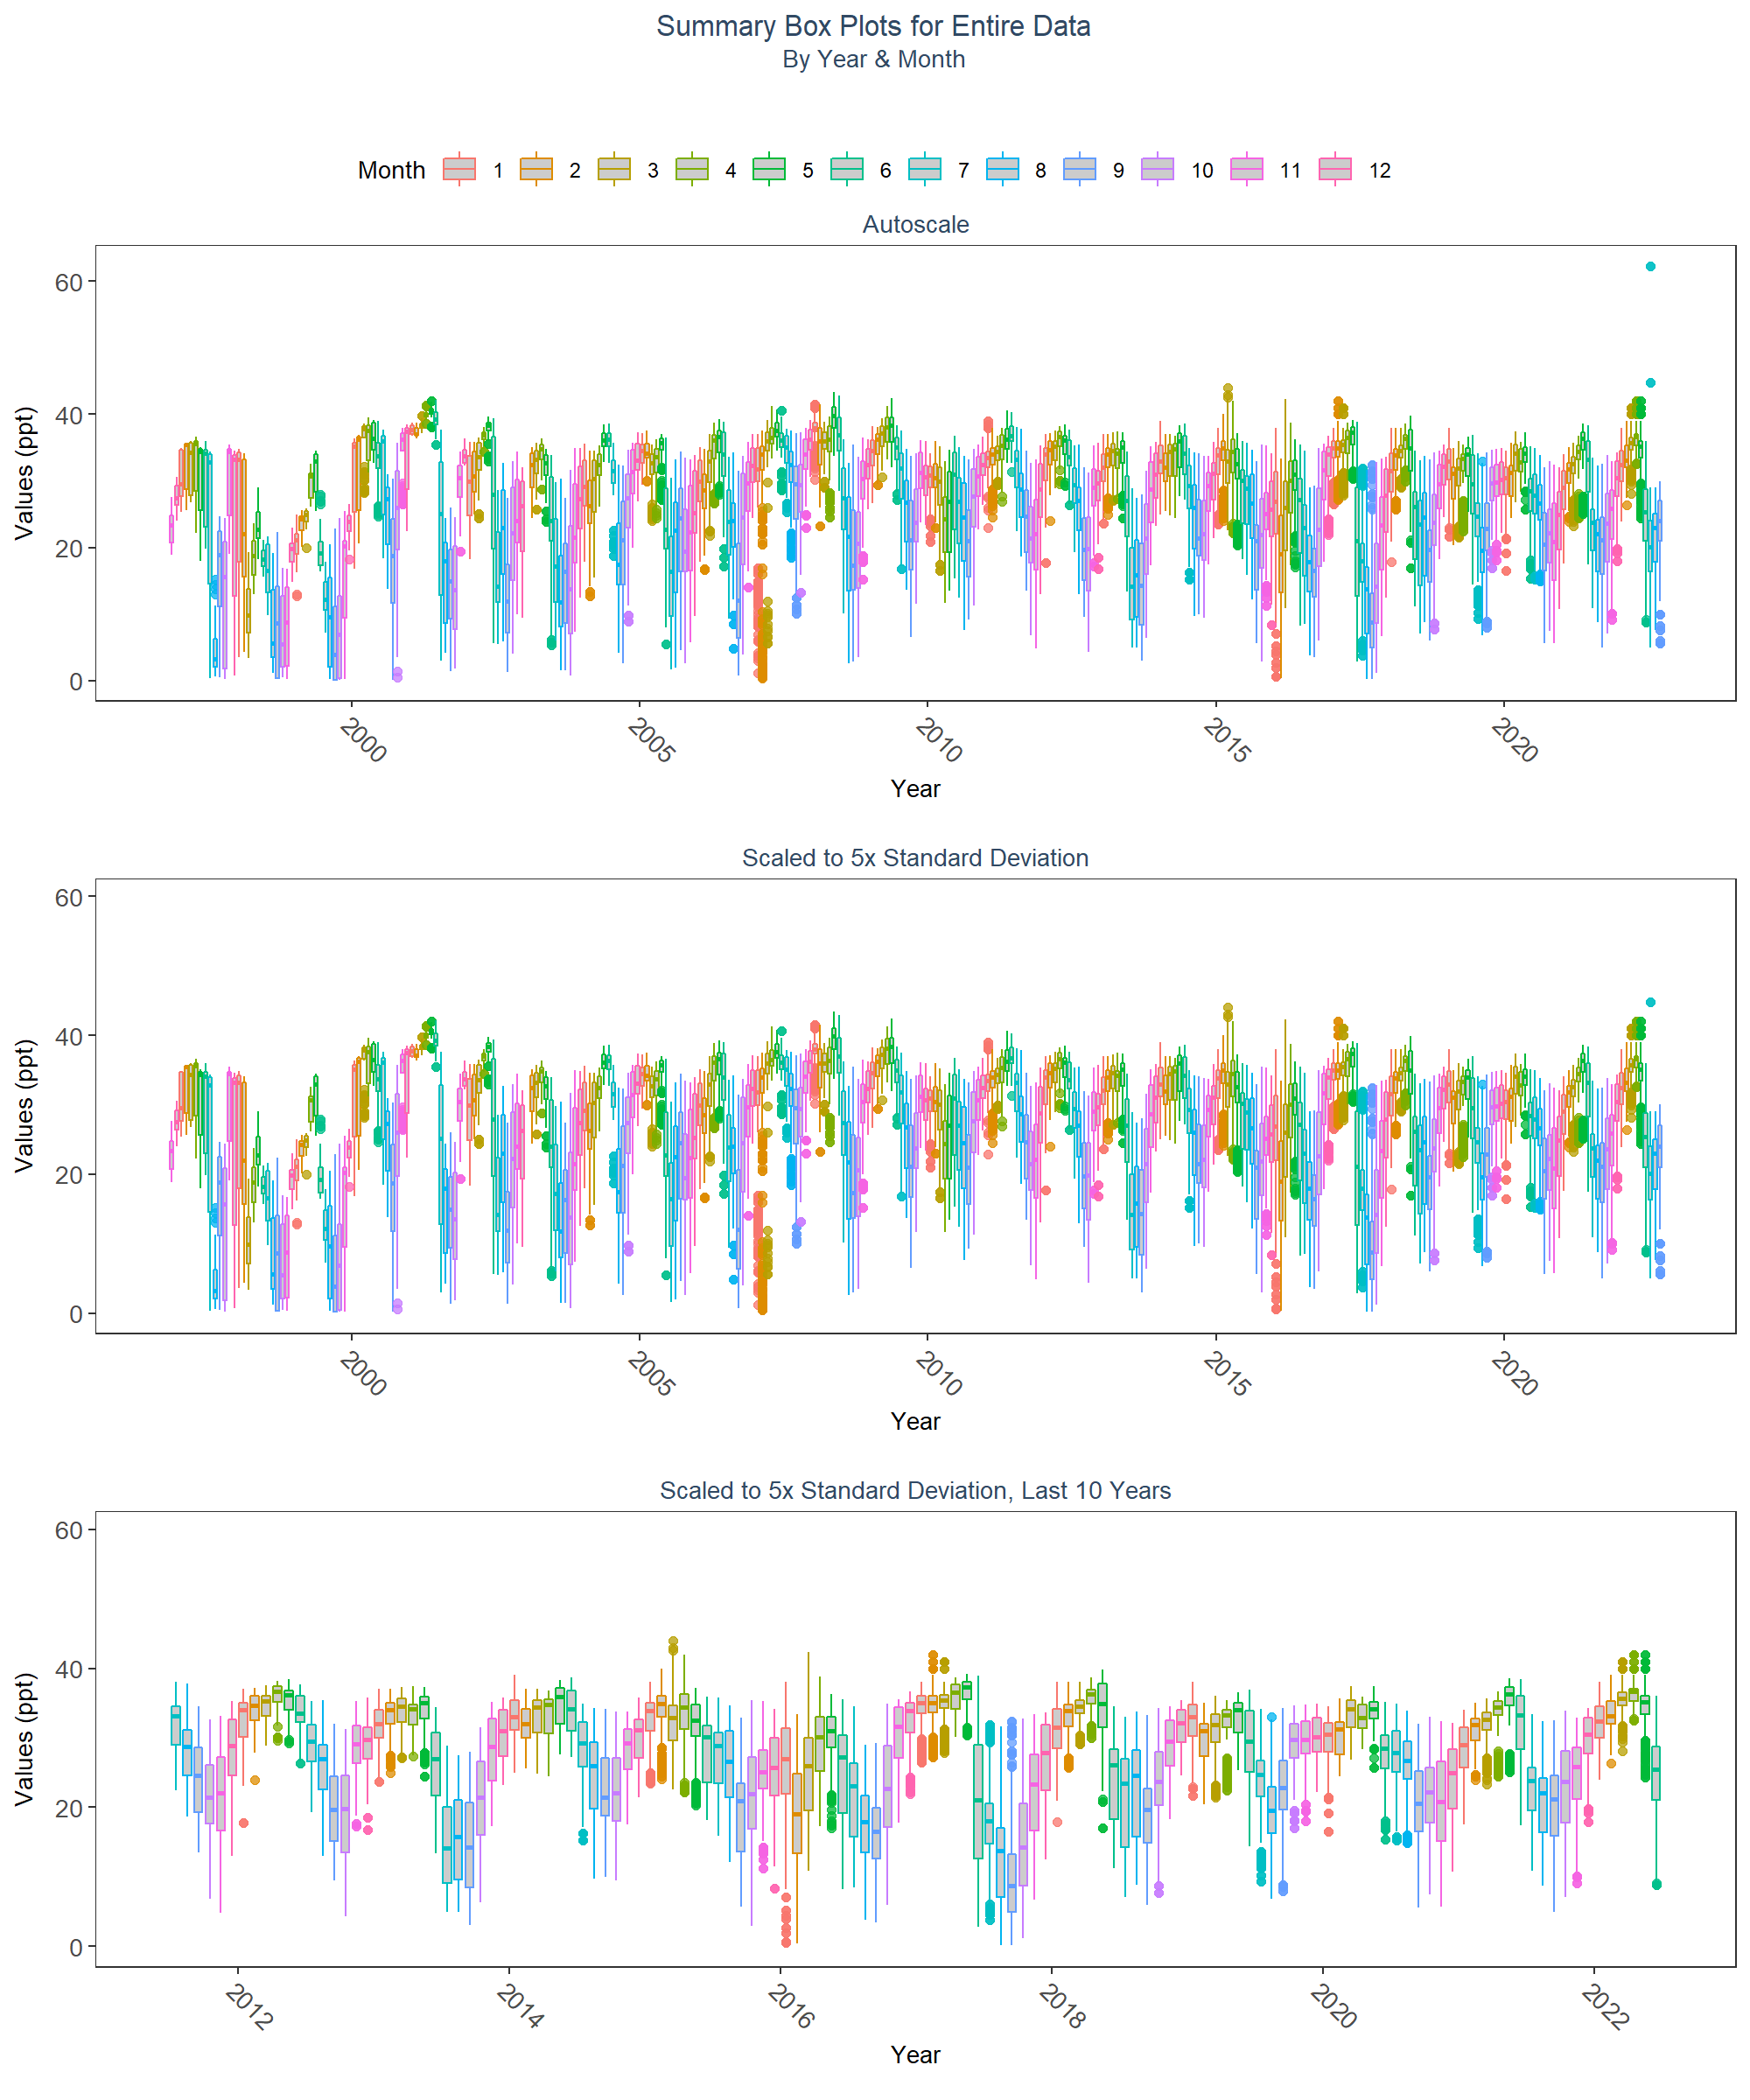 Summary Box Plots for Entire Data
By Year & Month
Month 1 2 3 4 5 6 7 8 9 10 11 12
Autoscale
Values (ppt)
60
40
20
0
2000 2005 2010 2015 2020
Year
Scaled to 5x Standard Deviation
Values (ppt)
60
40
20
0
2000 2005 2010 2015 2020
Year
Scaled to 5x Standard Deviation, Last 10 Years
Values (ppt)
60
40
20
0
2012 2014 2016 2018 2020 2022
Year